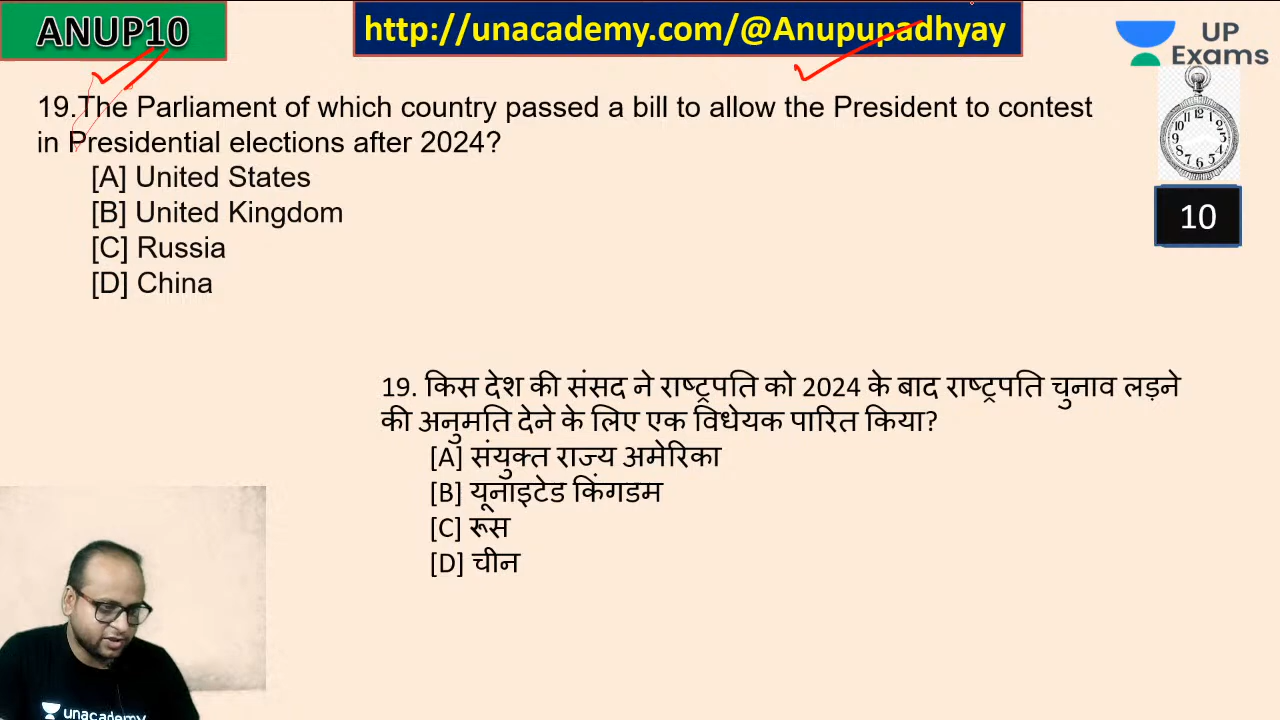 ANUP10
http://unacademy.com/@Anupupadhyay
UP
Exams
19.The Parliament of which country passed a bill to allow the President to contest
in Presidential elections after 2024?
[A] United States
[B] United Kingdom
[C] Russia
[D] China
10
19. किस देश की संसद ने राष्ट्रपति को 2024 के बाद राष्ट्रपति चुनाव लड़ने
की अनुमति देने के लिए एक विधेयक पारित किया?
[A] संयुक्त राज्य अमेरिका
[B] यूनाइटेड किंगडम
[C] रूस
[D] चीन
unacademy